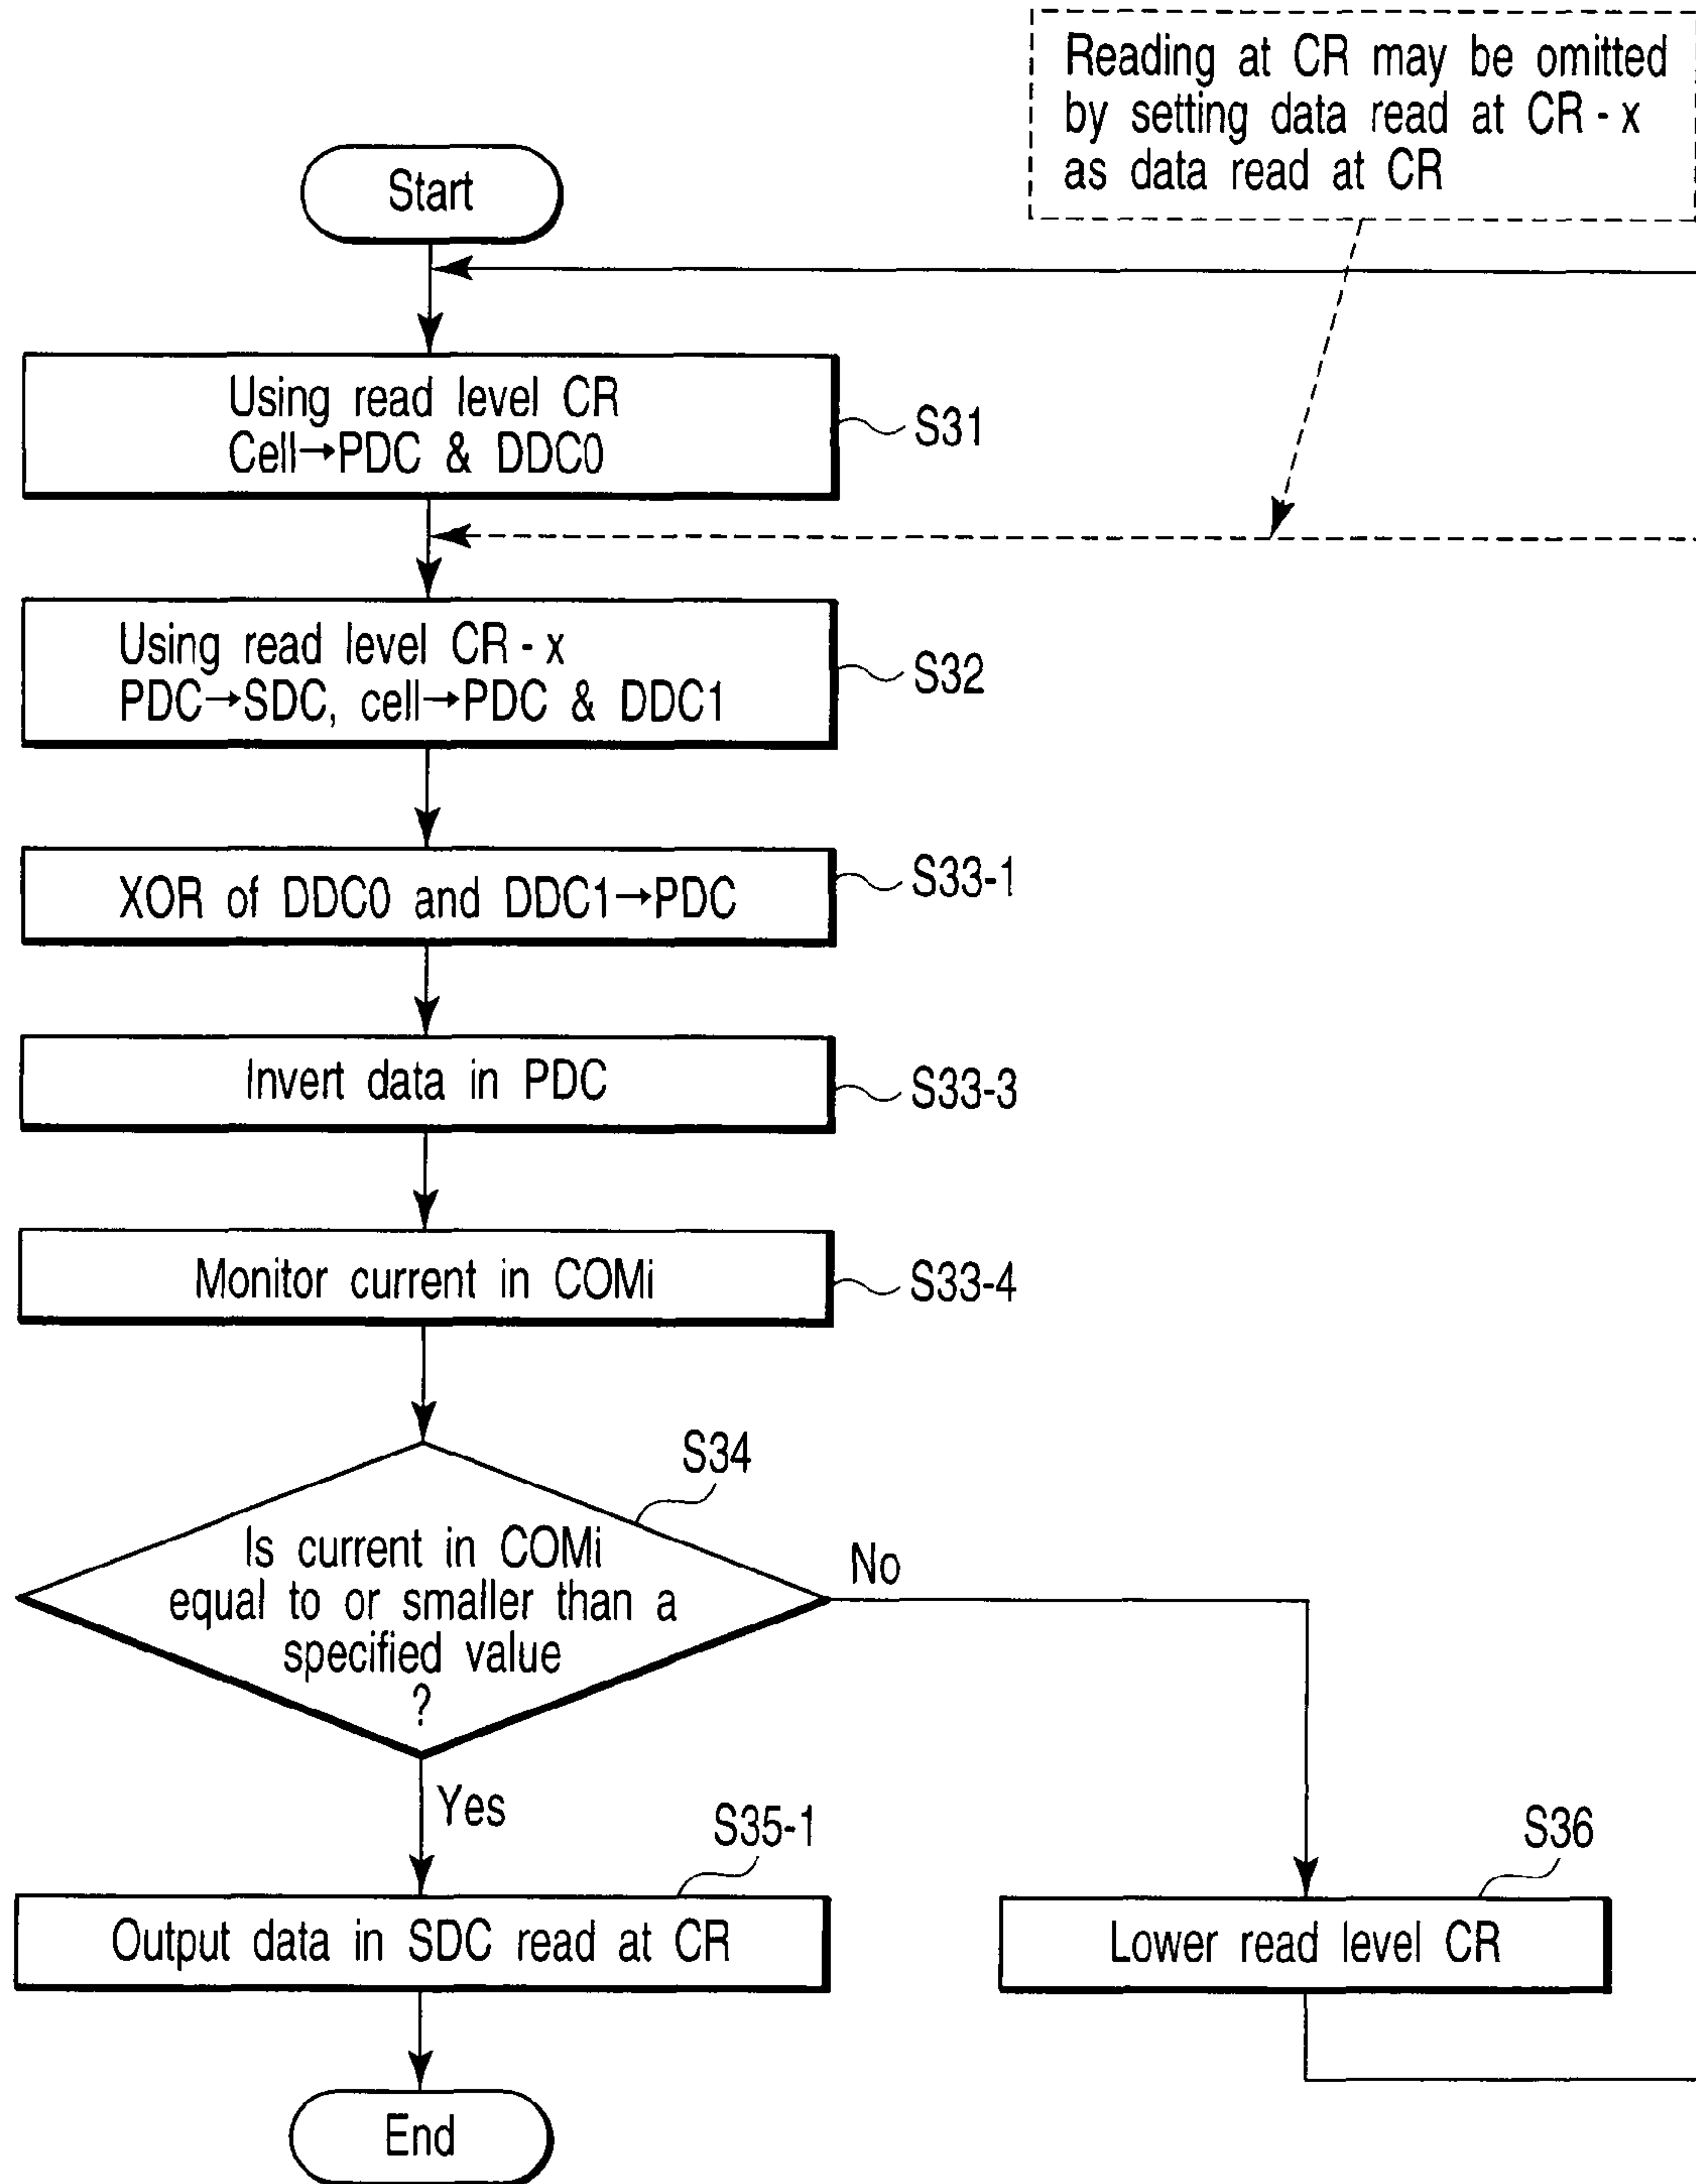 Reading at CR may be omitted
by setting data read at CR - x
as data read at CR
Start
Using read level CR
Cell→PDC & DDC0
S31
Using read level CR - x
PDC→SDC, cell→PDC & DDC1
S32
XOR of DDC0 and DDC1→PDC
S33-1
Invert data in PDC
S33-3
Monitor current in COMi
S33-4
S34
Is current in COMi
equal to or smaller than a
specified value
?
No
Yes
S35-1
Output data in SDC read at CR
S36
Lower read level CR
End